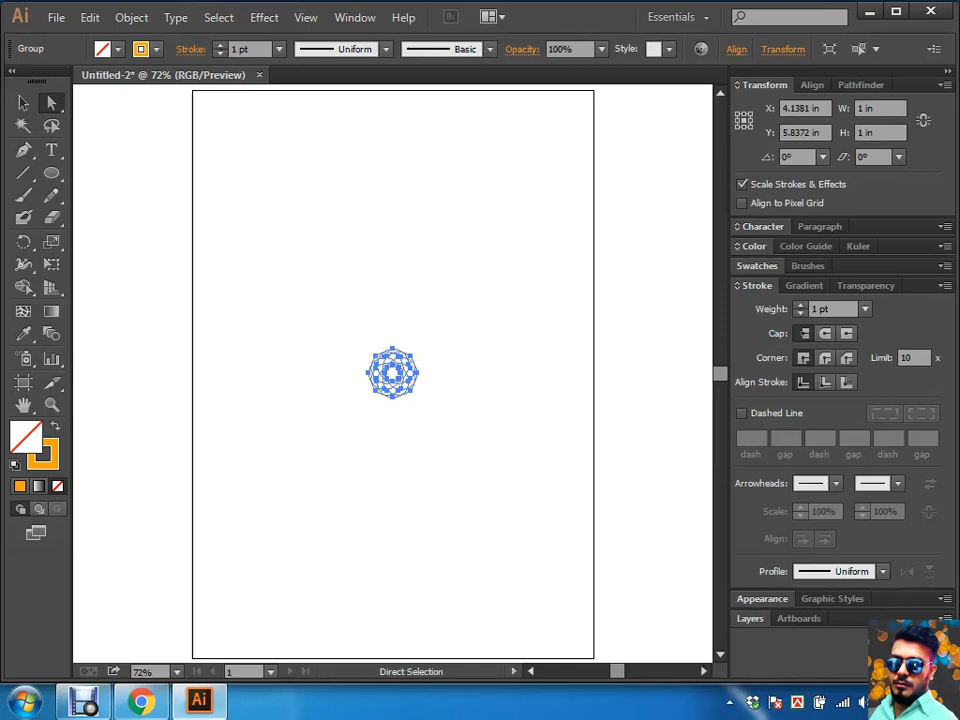 Ai File Edit Object Type Select Effect View Window Help Br Essentials
Group Stroke: 1 pt Uniform Basic Opacity: 100% Style: Align Transform
Untitled-2* @ 72% (RGB/Preview) ×
Transform Align Pathfinder
X: 4.1381 in W: 1 in
Y: 5.8372 in H: 1 in
0° 0°
Scale Strokes & Effects
Align to Pixel Grid
Character Paragraph
Color Color Guide Kuler
Swatches Brushes
Stroke Gradient Transparency
Weight: 1 pt
Cap:
Corner: Limit: 10 x
Align Stroke:
Dashed Line
dash gap dash gap dash gap
Arrowheads:
Scale: 100% 100%
Align:
Profile: Uniform
Appearance Graphic Styles
Layers Artboards
72% 1 Direct Selection
Ai